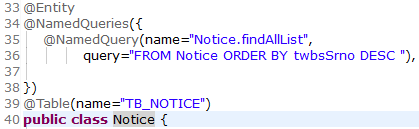 33 @Entity
34 @NamedQueries({
35 @NamedQuery(name="Notice.findAllList",
36 query="FROM Notice ORDER BY twbsSrno DESC "),
37
38 })
39 @Table(name="TB_NOTICE")
40 public class Notice {